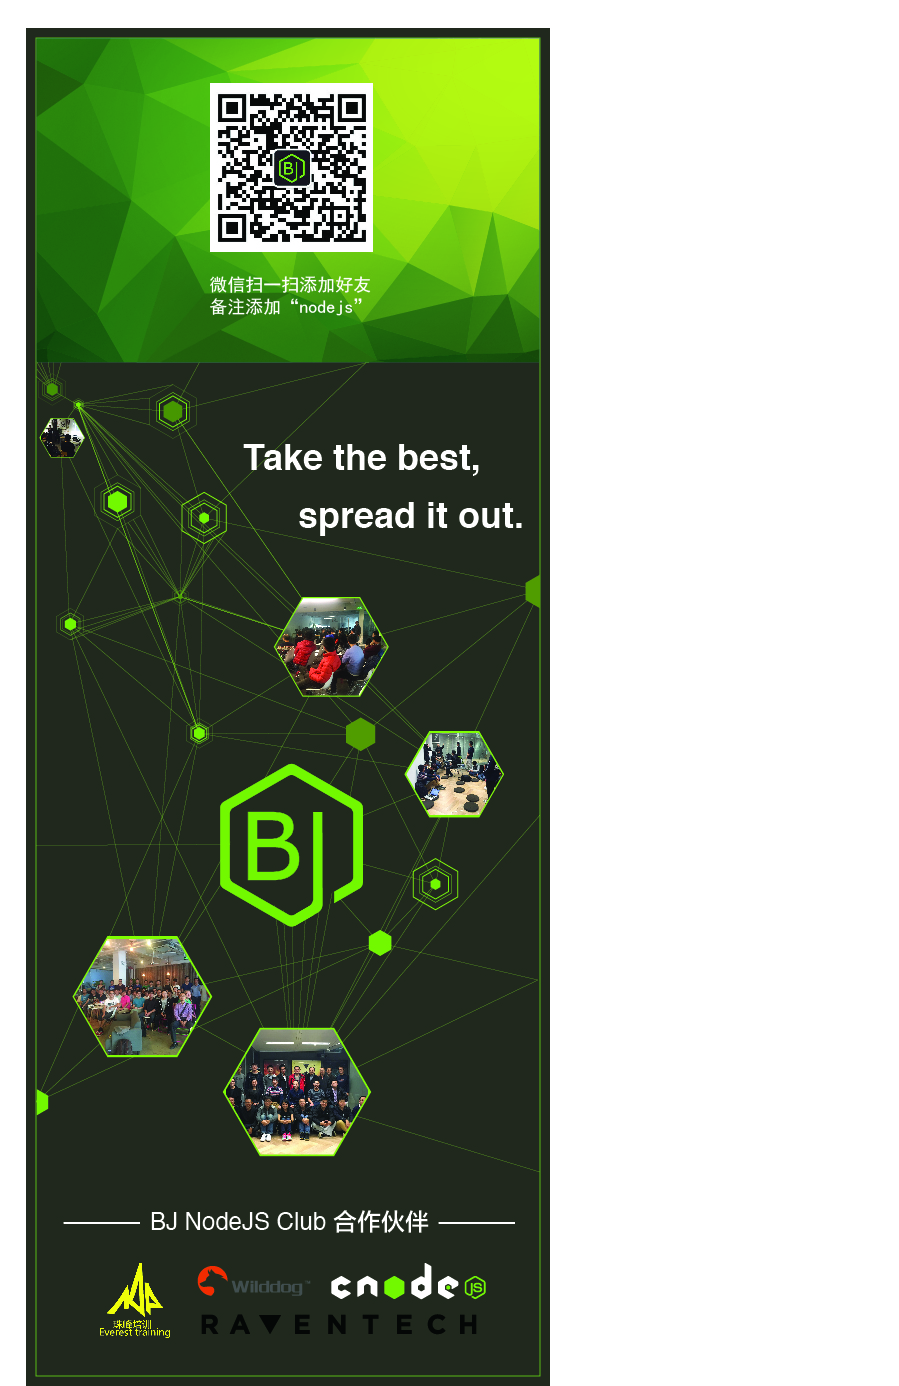 BJ
微信扫一扫添加好友
备注添加“nodejs”
Take the best,
spread it out.
BJ
BJ NodeJS Club 合作伙伴
珠峰培训
Everest training
Wilddog™
cnode JS
RAVENTECH